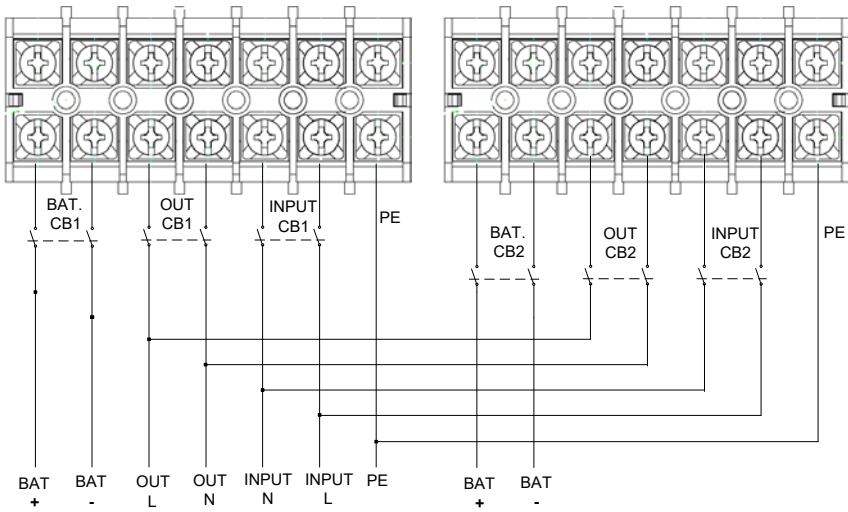 BAT.
CB1
OUT
CB1
INPUT
CB1
PE
BAT.
CB2
OUT
CB2
INPUT
CB2
PE
BAT
+
BAT
-
OUT
L
OUT
N
INPUT
N
INPUT
L
PE
BAT
+
BAT
-